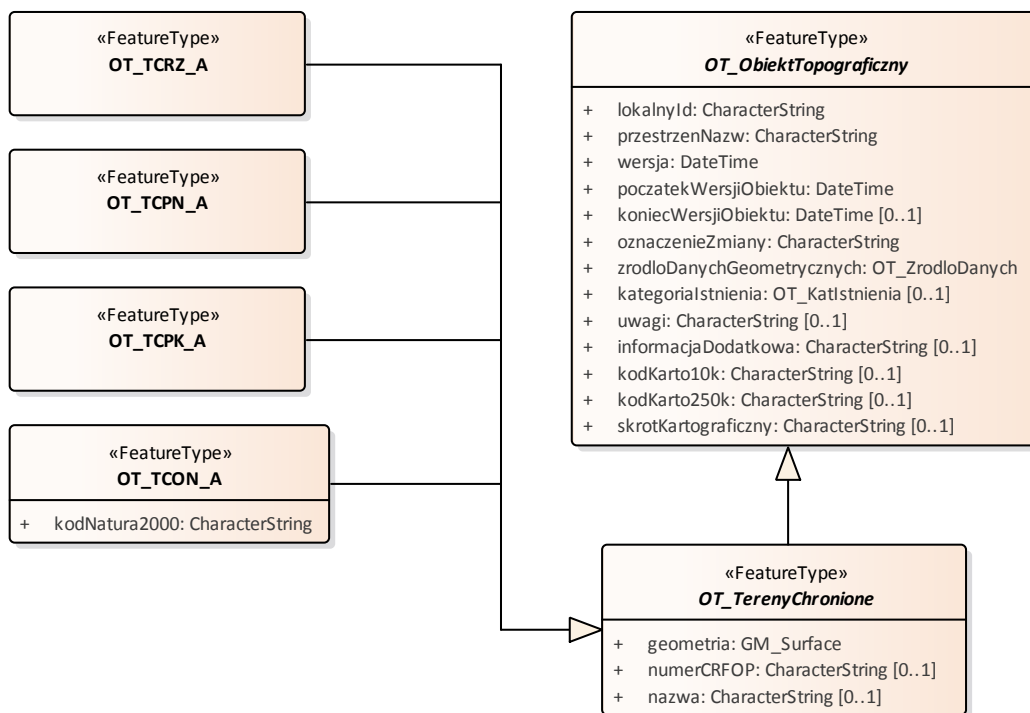 «FeatureType»
OT_TCRZ_A
«FeatureType»
OT_TCPN_A
«FeatureType»
OT_TCPK_A
«FeatureType»
OT_TCON_A
+ kodNatura2000: CharacterString
«FeatureType»
OT_ObiektTopograficzny
+ lokalnyId: CharacterString
+ przestrzenNazw: CharacterString
+ wersja: DateTime
+ poczatekWersjiObiektu: DateTime
+ koniecWersjiObiektu: DateTime [0..1]
+ oznaczenieZmiany: CharacterString
+ zrodloDanychGeometrycznych: OT_ZrodloDanych
+ kategoriaIstnienia: OT_KatIstnienia [0..1]
+ uwagi: CharacterString [0..1]
+ informacjaDodatkowa: CharacterString [0..1]
+ kodKarto10k: CharacterString [0..1]
+ kodKarto250k: CharacterString [0..1]
+ skrotKartograficzny: CharacterString [0..1]
«FeatureType»
OT_TerenyChronione
+ geometria: GM_Surface
+ numerCRFOP: CharacterString [0..1]
+ nazwa: CharacterString [0..1]